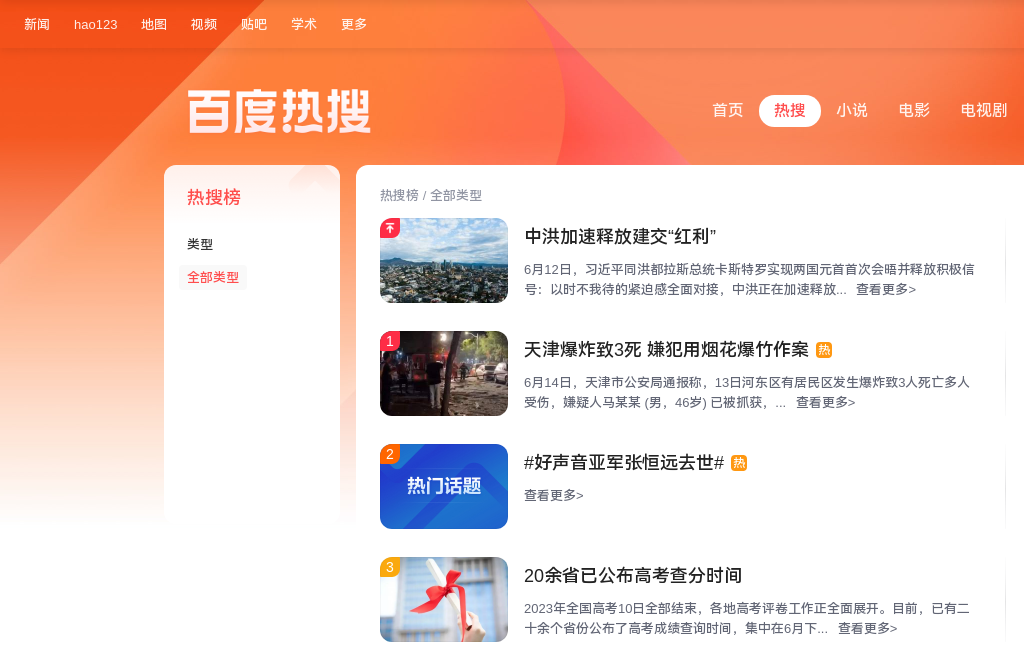 新闻 hao123 地图 视频 贴吧 学术 更多
百度热搜
首页 热搜 小说 电影 电视剧
热搜榜
类型
全部类型
热搜榜 / 全部类型
中洪加速释放建交“红利”
6月12日，习近平同洪都拉斯总统卡斯特罗实现两国元首首次会晤并释放积极信
号：以时不我待的紧迫感全面对接，中洪正在加速释放... 查看更多>
1
天津爆炸致3死 嫌犯用烟花爆竹作案 热
6月14日，天津市公安局通报称，13日河东区有居民区发生爆炸致3人死亡多人
受伤，嫌疑人马某某 (男，46岁) 已被抓获，... 查看更多>
2
热门话题
#好声音亚军张恒远去世# 热
查看更多>
3
20余省已公布高考查分时间
2023年全国高考10日全部结束，各地高考评卷工作正全面展开。目前，已有二
十余个省份公布了高考成绩查询时间，集中在6月下... 查看更多>